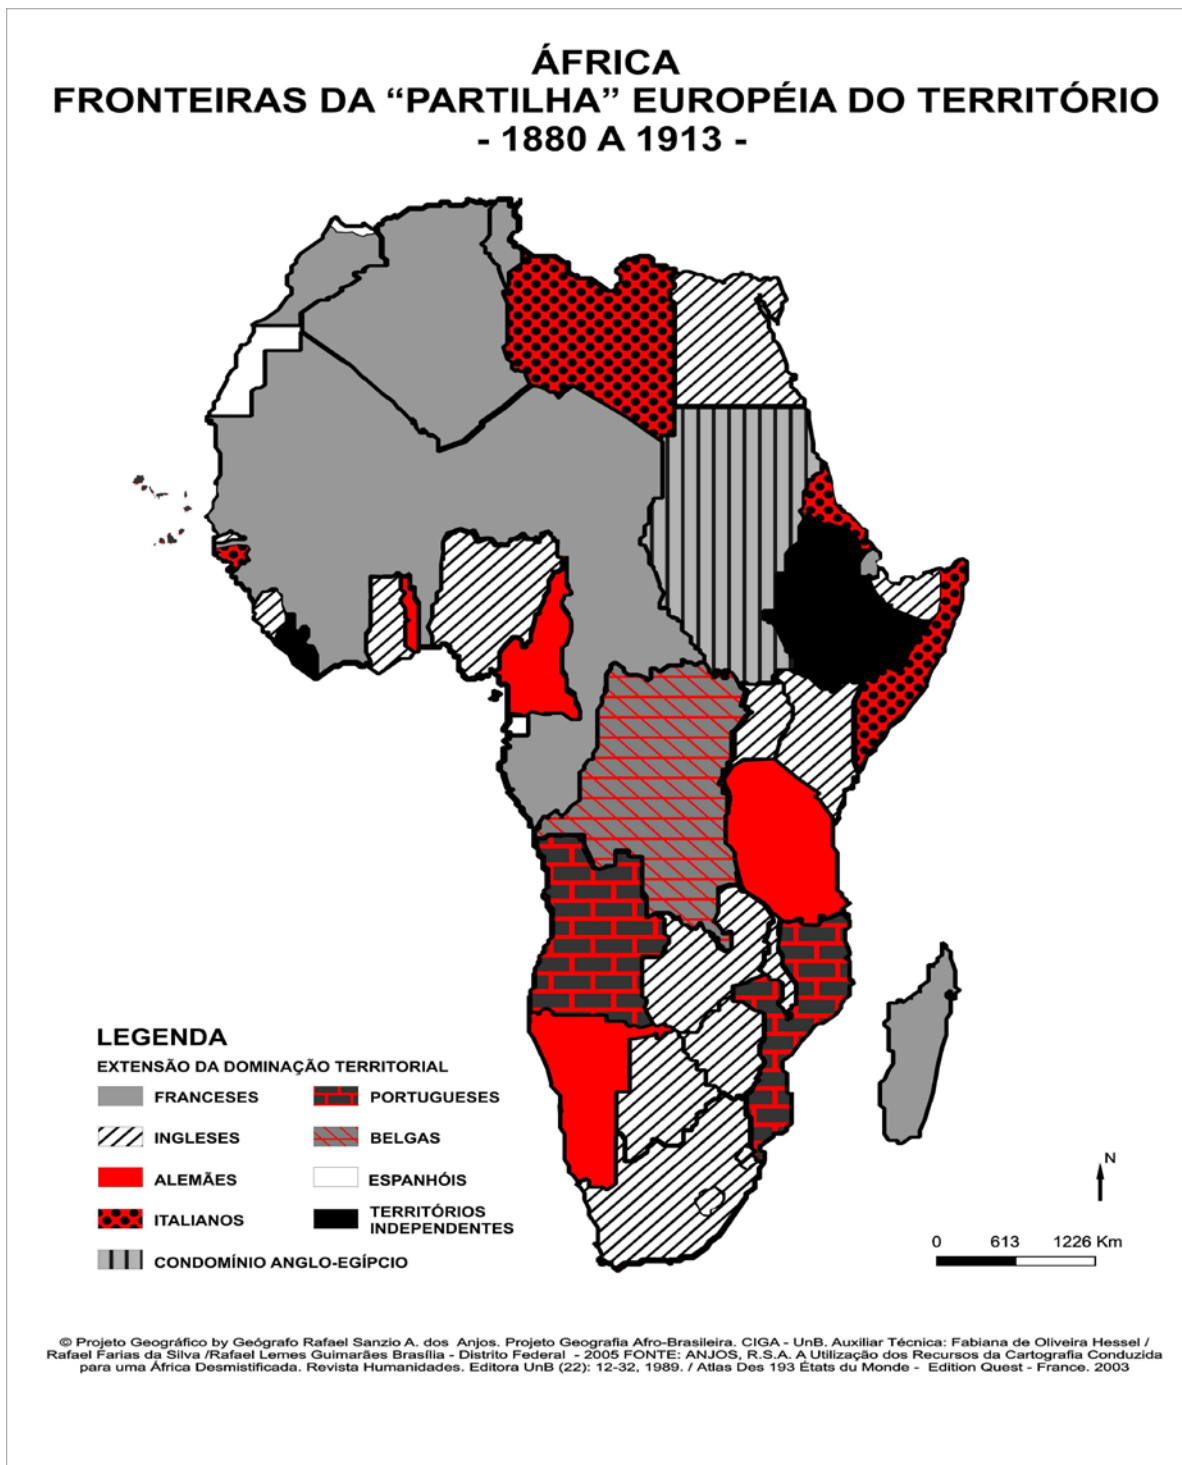 ÁFRICA
FRONTEIRAS DA “PARTILHA” EUROPÉIA DO TERRITÓRIO
- 1880 A 1913 -
LEGENDA
EXTENSÃO DA DOMINAÇÃO TERRITORIAL
FRANCESES
PORTUGUESES
INGLESES
BELGAS
ALEMÃES
ESPANHÓIS
ITALIANOS
TERRITÓRIOS
INDEPENDENTES
CONDOMÍNIO ANGLO-EGÍPCIO
N
0 613 1226 Km
© Projeto Geográfico by Geógrafo Rafael Sanzio A. dos Anjos. Projeto Geografia Afro-Brasileira. CIGA - UnB. Auxiliar Técnica: Fabiana de Oliveira Hessel /
Rafael Farias da Silva /Rafael Lemes Guimarães Brasília - Distrito Federal - 2005 FONTE: ANJOS, R.S.A. A Utilização dos Recursos da Cartografia Conduzida
para uma África Desmistificada. Revista Humanidades. Editora UnB (22): 12-32, 1989. / Atlas Des 193 États du Monde - Edition Quest - France. 2003